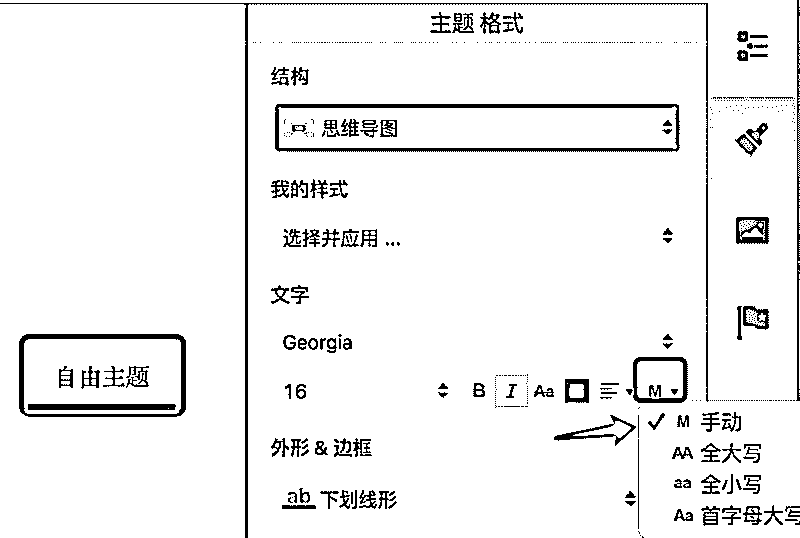 主题 格式
结构
思维导图
我的样式
选择并应用 ...
文字
Georgia
自由主题
16 B I Aa M
M 手动
AA 全大写
aa 全小写
Aa 首字母大写
外形 & 边框
ab 下划线形